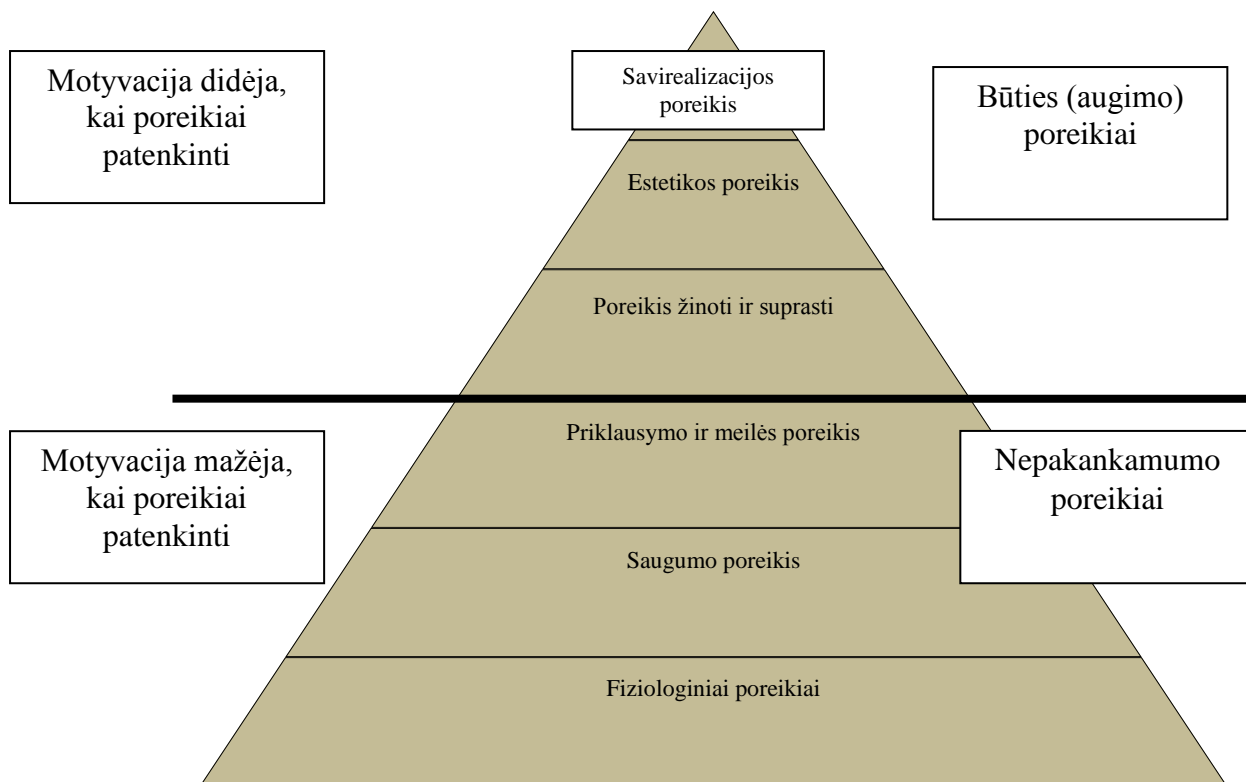 Motyvacija didėja,
kai poreikiai
patenkinti
Savirealizacijos
poreikis
Būties (augimo)
poreikiai
Estetikos poreikis
Poreikis žinoti ir suprasti
Priklausymo ir meilės poreikis
Motyvacija mažėja,
kai poreikiai
patenkinti
Nepakankamumo
poreikiai
Saugumo poreikis
Fiziologiniai poreikiai